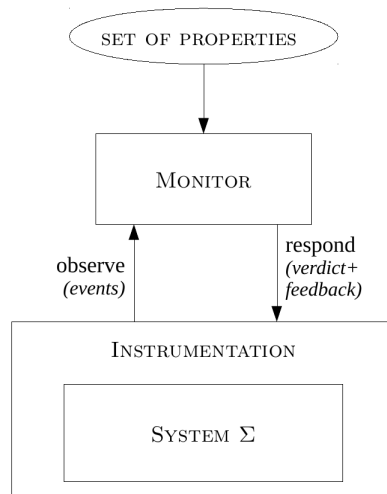 SET OF PROPERTIES
MONITOR
observe
(events)
respond
(verdict+
feedback)
INSTRUMENTATION
SYSTEM Σ